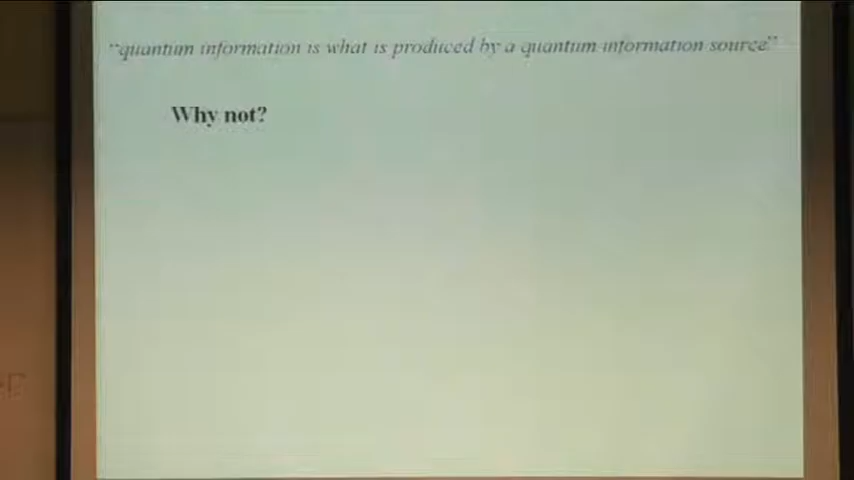 "quantum information is what is produced by a quantum information source"
Why not?